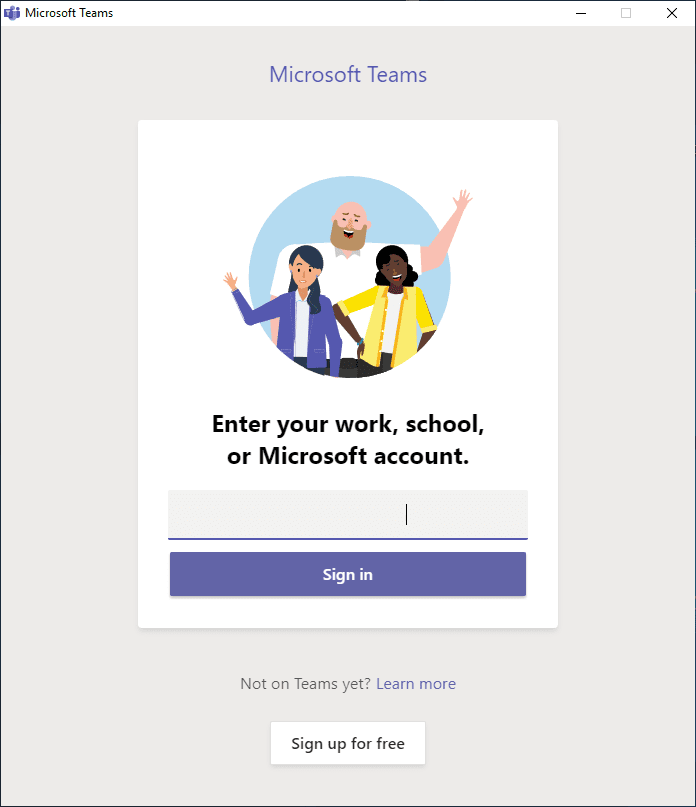 Microsoft Teams
Microsoft Teams
Enter your work, school,
or Microsoft account.
Sign in
Not on Teams yet? Learn more
Sign up for free